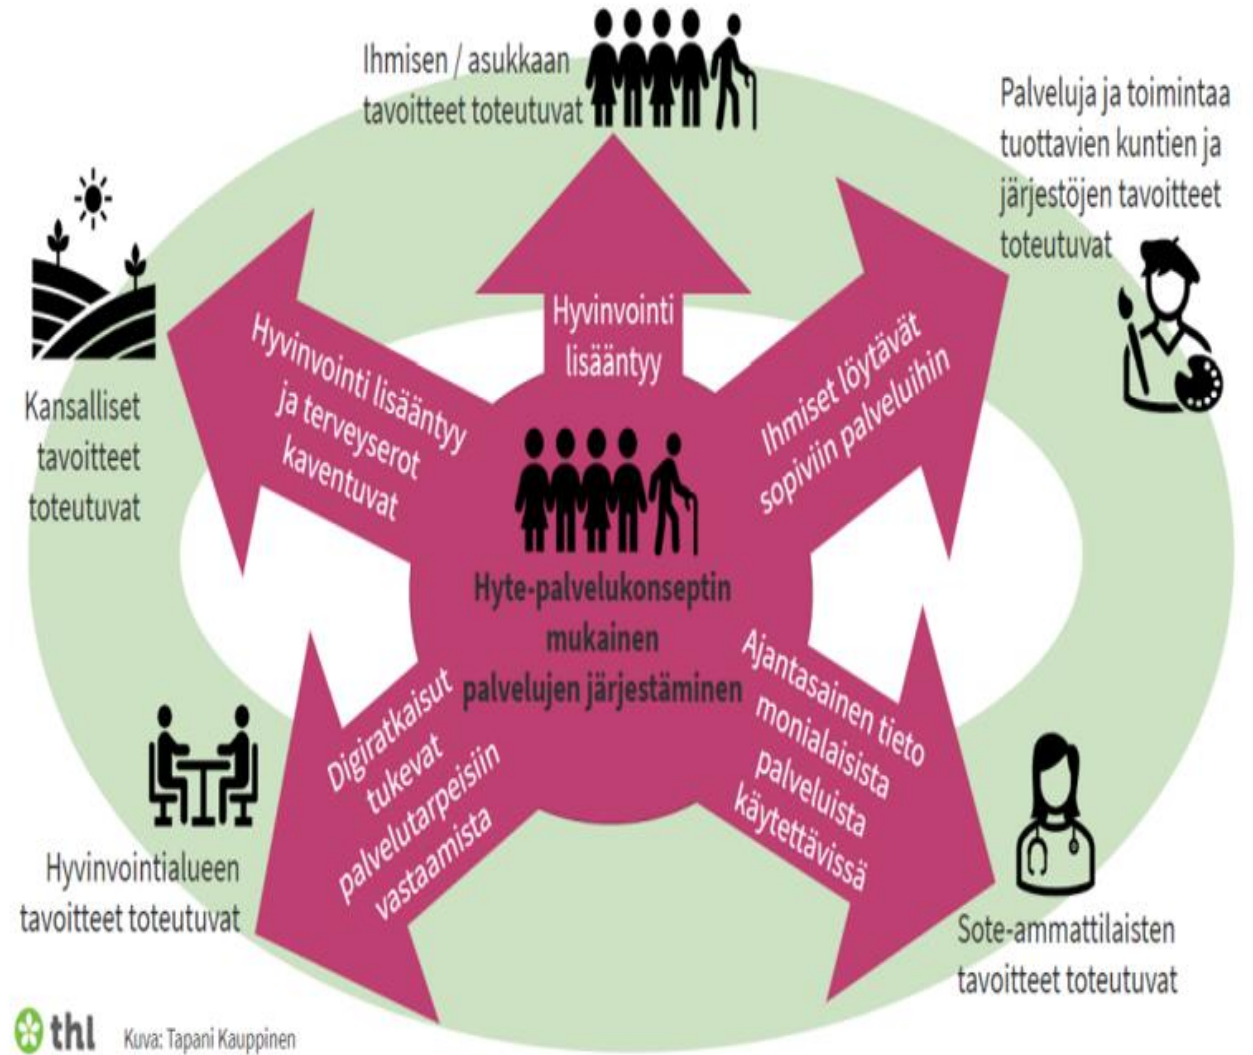 Ihmisen / asukkaan
tavoitteet toteutuvat
Palveluja ja toimintaa
tuottavien kuntien ja
järjestöjen tavoitteet
toteutuvat
Hyvinvointi
lisääntyy
Hyvinvointi lisääntyy
ja terveyserot
kaventuvat
Ihmiset löytävät
sopiviin palveluihin
Kansalliset
tavoitteet
toteutuvat
Hyte-palvelukonseptin
mukainen
palvelujen järjestäminen
Digiratkaisut
tukevat
palvelutarpeisiin
vastaamista
Ajantasainen tieto
monialaisista
palveluista
käytettävissä
Hyvinvointialueen
tavoitteet toteutuvat
Sote-ammattilaisten
tavoitteet toteutuvat
thl
Kuva: Tapani Kauppinen